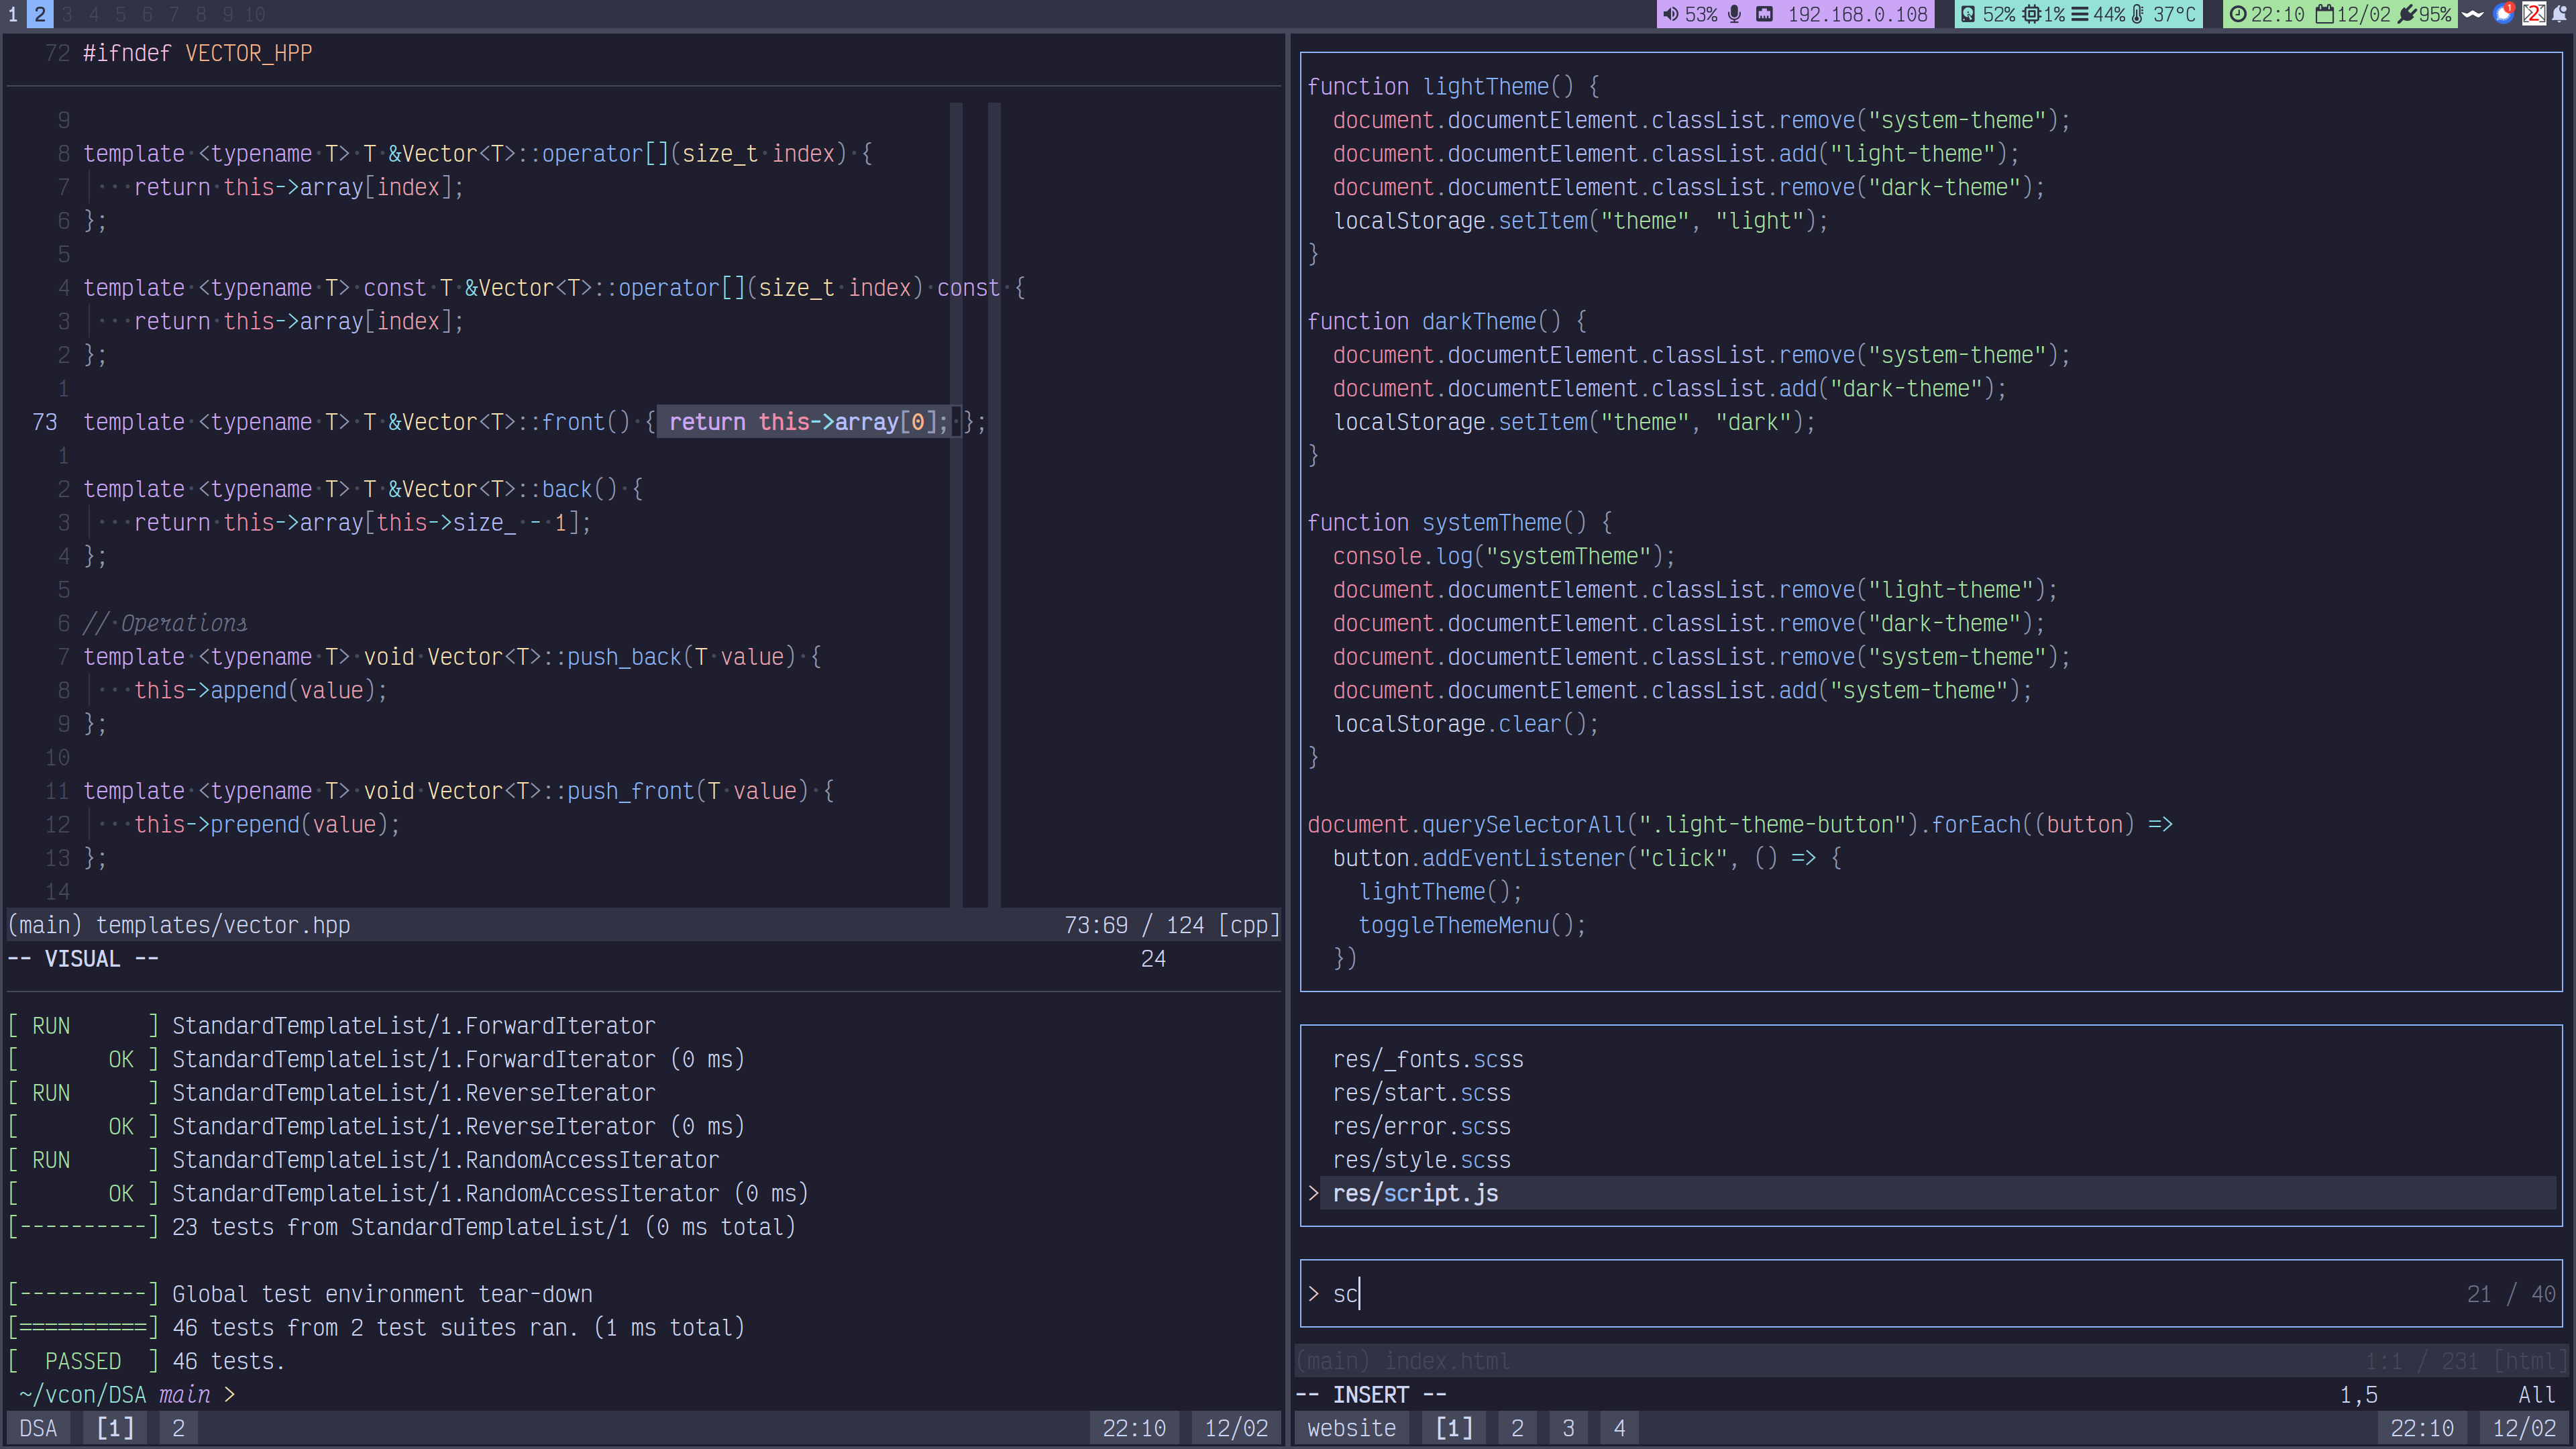 1 2 3 4 5 6 7 8 9 10
53% 192.168.0.108 52% 1% 44% 37°C 22:10 12/02 95% 1 2
72 #ifndef VECTOR_HPP
9
8 template <typename T> T &Vector<T>::operator[](size_t index) {
7 return this->array[index];
6 };
5
4 template <typename T> const T &Vector<T>::operator[](size_t index) const {
3 return this->array[index];
2 };
1
73 template <typename T> T &Vector<T>::front() { return this->array[0]; };
1
2 template <typename T> T &Vector<T>::back() {
3 return this->array[this->size_ - 1];
4 };
5
6 // Operations
7 template <typename T> void Vector<T>::push_back(T value) {
8 this->append(value);
9 };
10
11 template <typename T> void Vector<T>::push_front(T value) {
12 this->prepend(value);
13 };
14
(main) templates/vector.hpp 73:69 / 124 [cpp]
-- VISUAL -- 24
[ RUN      ] StandardTemplateList/1.ForwardIterator
[       OK ] StandardTemplateList/1.ForwardIterator (0 ms)
[ RUN      ] StandardTemplateList/1.ReverseIterator
[       OK ] StandardTemplateList/1.ReverseIterator (0 ms)
[ RUN      ] StandardTemplateList/1.RandomAccessIterator
[       OK ] StandardTemplateList/1.RandomAccessIterator (0 ms)
[----------] 23 tests from StandardTemplateList/1 (0 ms total)
[----------] Global test environment tear-down
[==========] 46 tests from 2 test suites ran. (1 ms total)
[  PASSED  ] 46 tests.
~/vcon/DSA main >
DSA [1] 2 22:10 12/02
function lightTheme() {
document.documentElement.classList.remove("system-theme");
document.documentElement.classList.add("light-theme");
document.documentElement.classList.remove("dark-theme");
localStorage.setItem("theme", "light");
}
function darkTheme() {
document.documentElement.classList.remove("system-theme");
document.documentElement.classList.add("dark-theme");
localStorage.setItem("theme", "dark");
}
function systemTheme() {
console.log("systemTheme");
document.documentElement.classList.remove("light-theme");
document.documentElement.classList.remove("dark-theme");
document.documentElement.classList.remove("system-theme");
document.documentElement.classList.add("system-theme");
localStorage.clear();
}
document.querySelectorAll(".light-theme-button").forEach((button) =>
button.addEventListener("click", () => {
lightTheme();
toggleThemeMenu();
})
res/_fonts.scss
res/start.scss
res/error.scss
res/style.scss
> res/script.js
> sc 21 / 40
(main) index.html 1:1 / 231 [html]
-- INSERT -- 1,5 All
website [1] 2 3 4 22:10 12/02